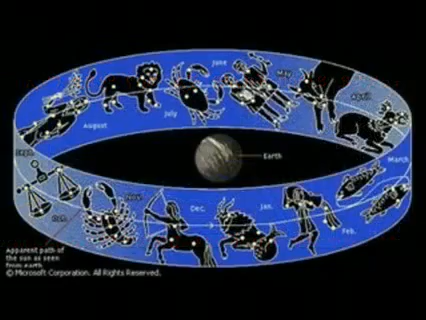 June
May
April
July
August
Sept.
Earth
March
Oct.
Nov.
Dec.
Jan.
Feb.
Apparent path of
the sun as seen
from earth
© Microsoft Corporation. All Rights Reserved.